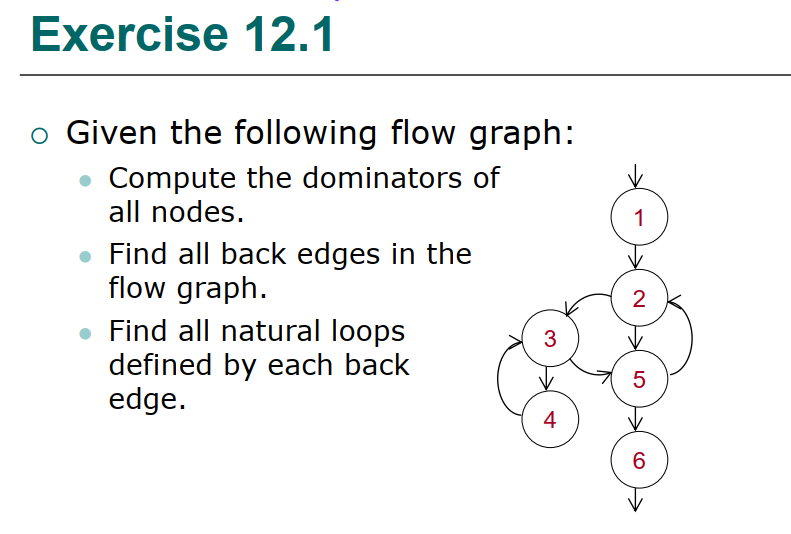 Exercise 12.1
Given the following flow graph:
Compute the dominators of
all nodes.
Find all back edges in the
flow graph.
Find all natural loops
defined by each back
edge.
1
2
3
5
4
6